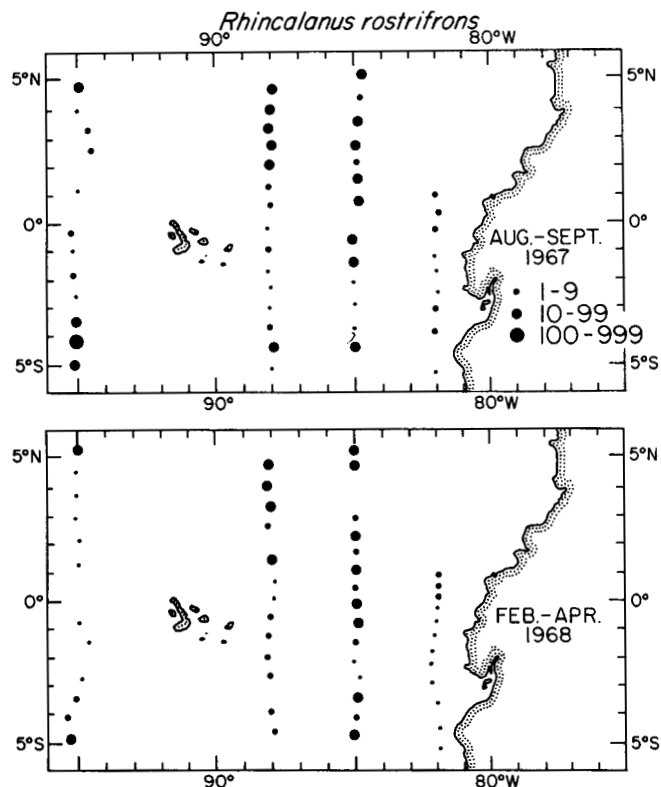 Rhincalanus rostrifrons
90° 80°W
5°N 5°N
0° 0°
AUG.-SEPT.
1967
1-9
10-99
100-999
5°S 5°S
90° 80°W
5°N 5°N
0° 0°
FEB.-APR.
1968
5°S 5°S
90° 80°W